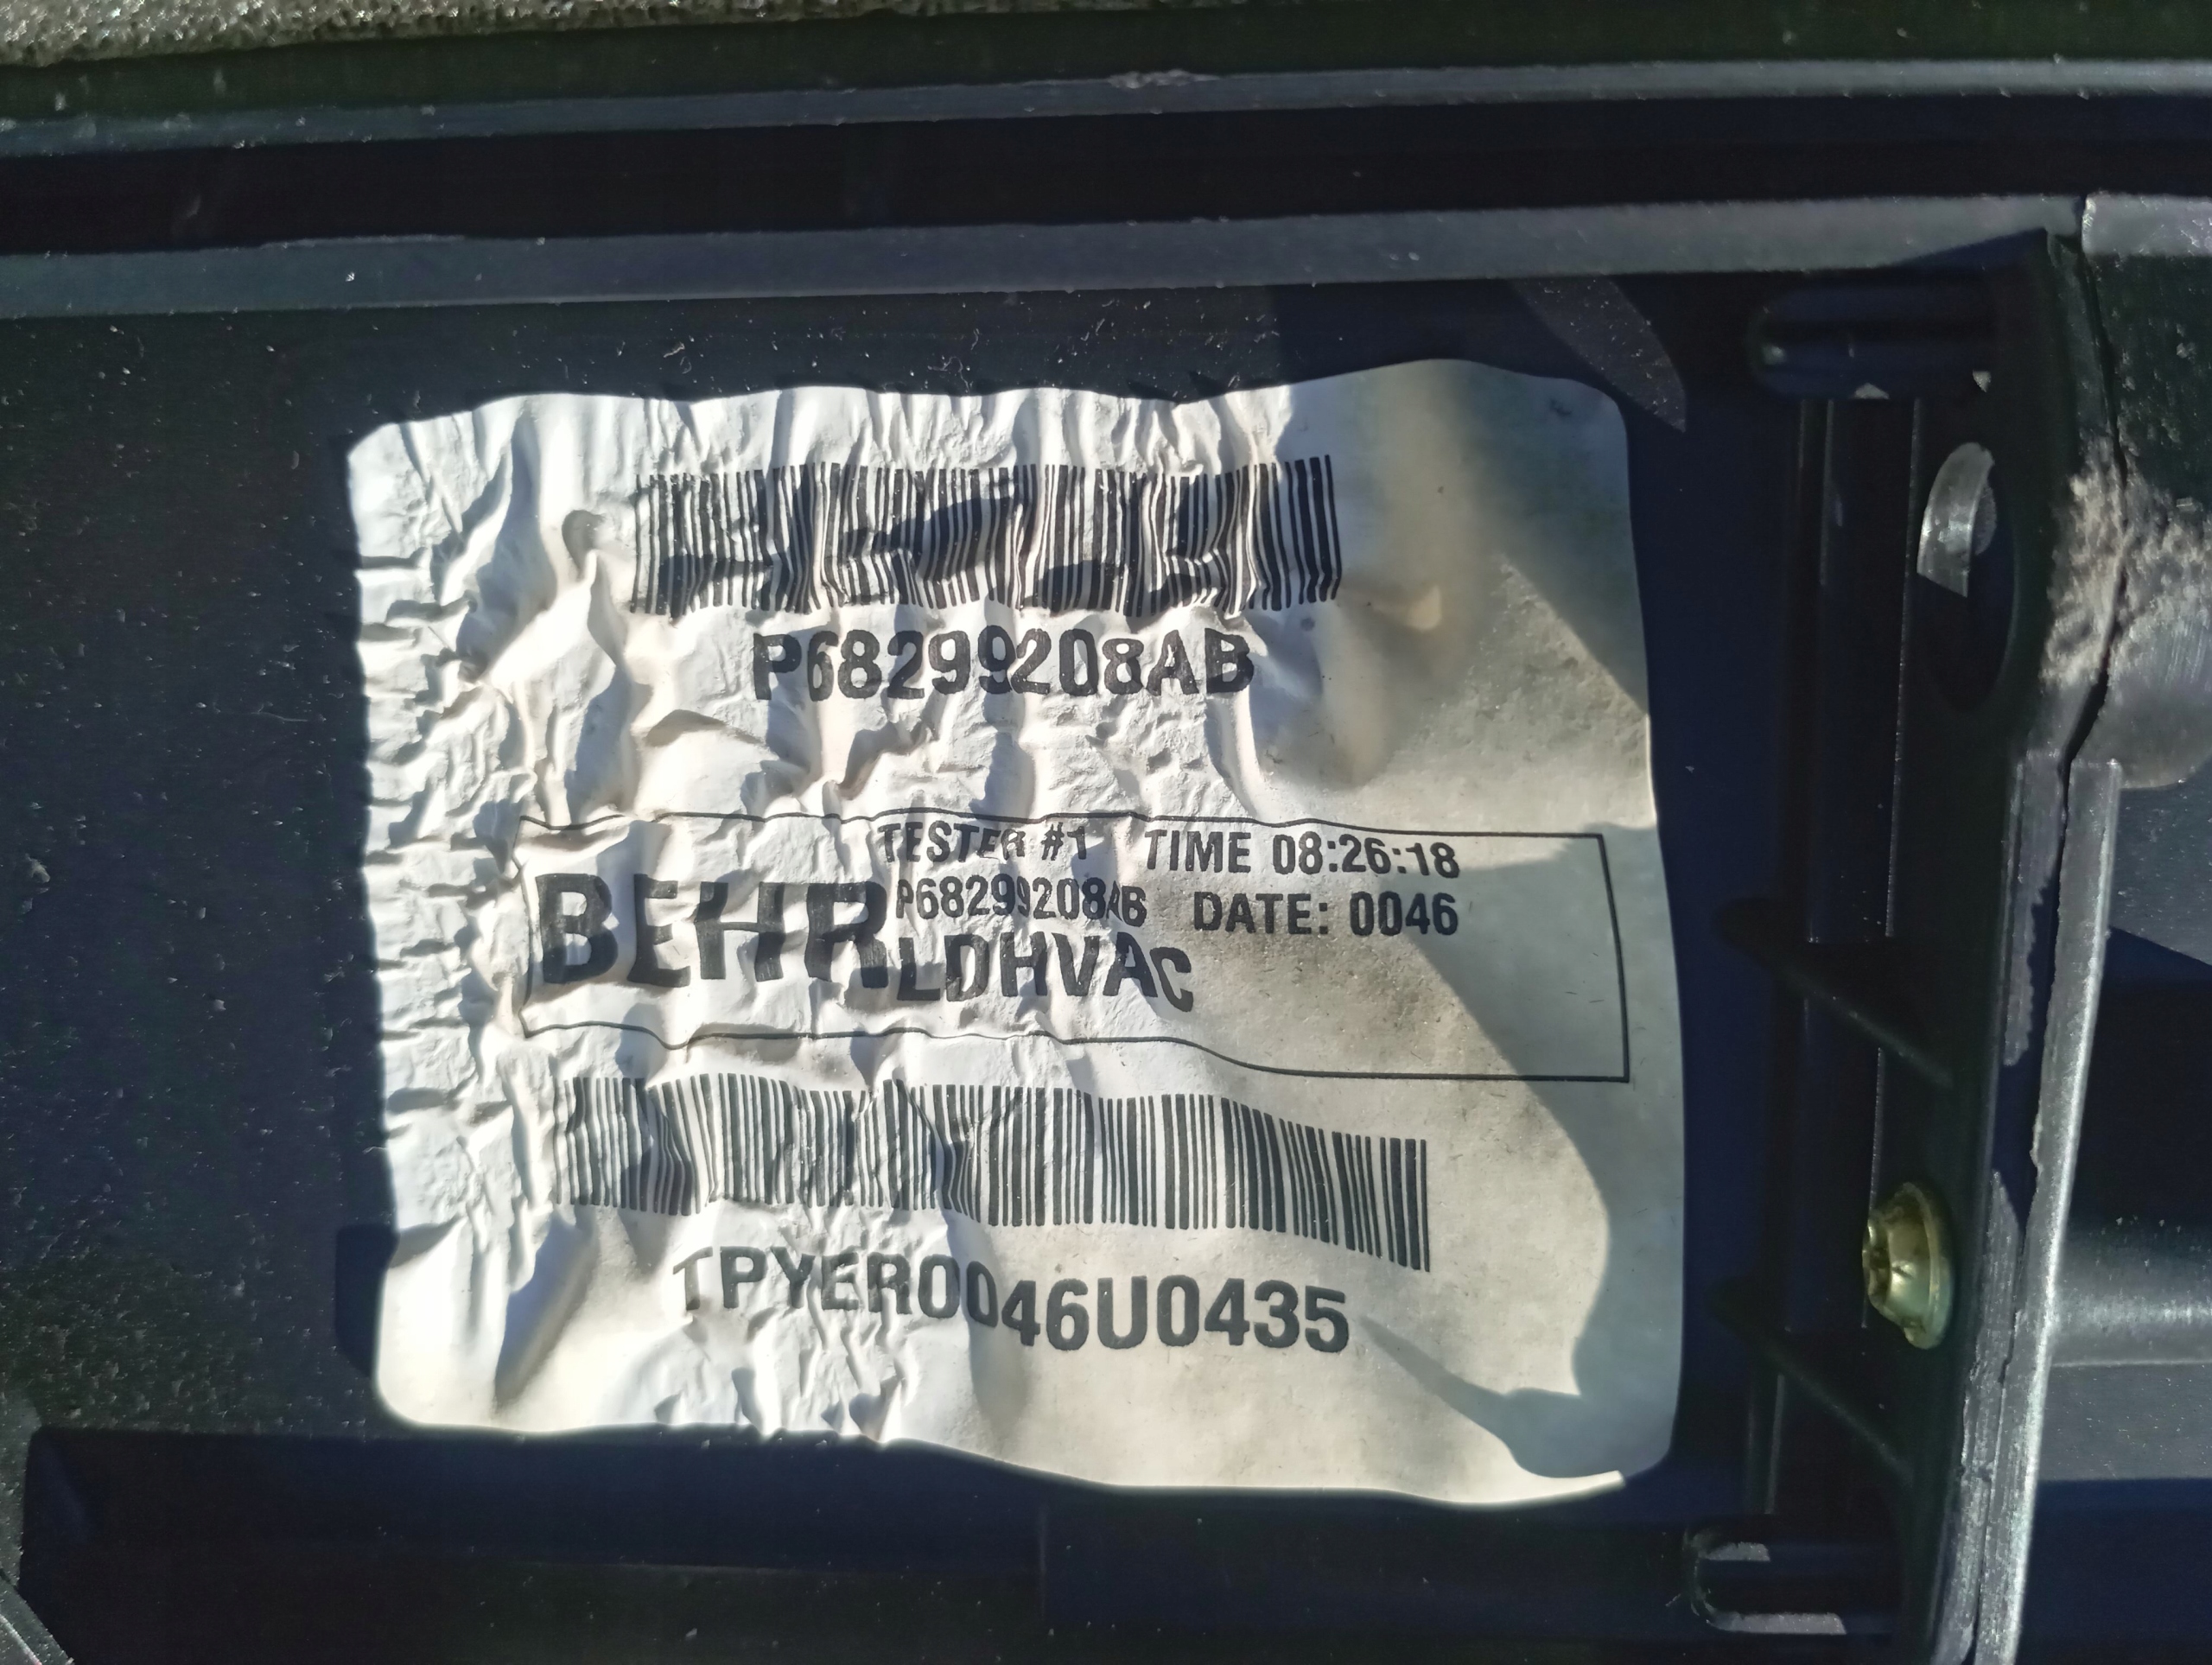 P68299208AB
TESTER #1 TIME 08:26:18
BEHR P68299208AB DATE: 0046
LDHVAC
TPYER0046U0435